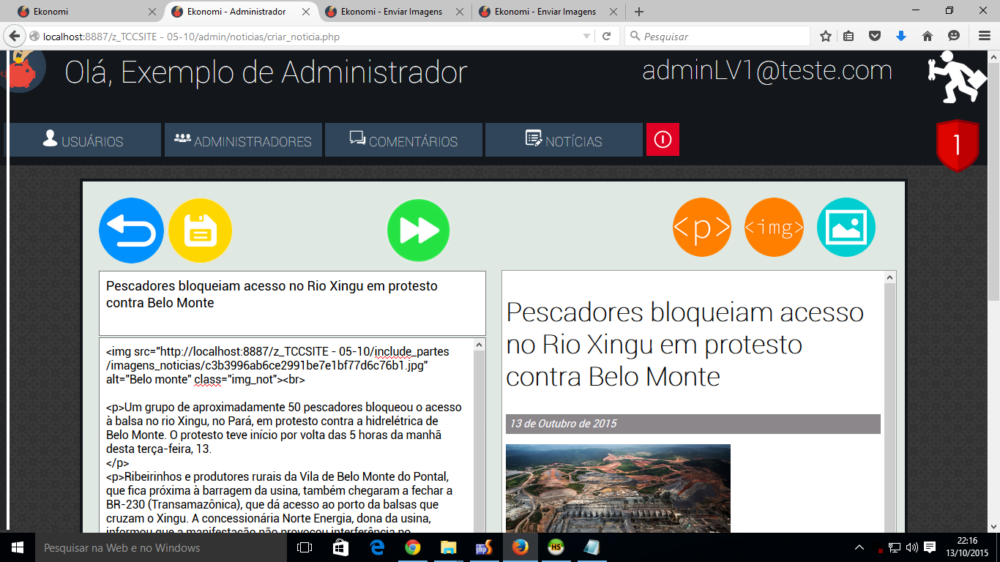 Ekonomi
Ekonomi - Administrador
Ekonomi - Enviar Imagens
Ekonomi - Enviar Imagens
localhost:8887/z_TCCSITE - 05-10/admin/noticias/criar_noticia.php
Pesquisar
Olá, Exemplo de Administrador
adminLV1@teste.com
USUÁRIOS
ADMINISTRADORES
COMENTÁRIOS
NOTÍCIAS
1
<p>
<img>
Pescadores bloqueiam acesso no Rio Xingu em protesto
contra Belo Monte
<img src="http://localhost:8887/z_TCCSITE - 05-10/include_partes
/imagens_noticias/c3b3996ab6ce2991be7e1bf77d6c76b1.jpg"
alt="Belo monte" class="img_not"><br>
<p>Um grupo de aproximadamente 50 pescadores bloqueou o acesso
à balsa no rio Xingu, no Pará, em protesto contra a hidrelétrica de
Belo Monte. O protesto teve início por volta das 5 horas da manhã
desta terça-feira, 13.
</p>
<p>Ribeirinhos e produtores rurais da Vila de Belo Monte do Pontal,
que fica próxima à barragem da usina, também chegaram a fechar a
BR-230 (Transamazônica), que dá acesso ao porto da balsas que
cruzam o Xingu. A concessionária Norte Energia, dona da usina,
informou que a manifestação não provocou interferência no
Pescadores bloqueiam acesso
no Rio Xingu em protesto
contra Belo Monte
13 de Outubro de 2015
Pesquisar na Web e no Windows
php
HS
22:16
13/10/2015